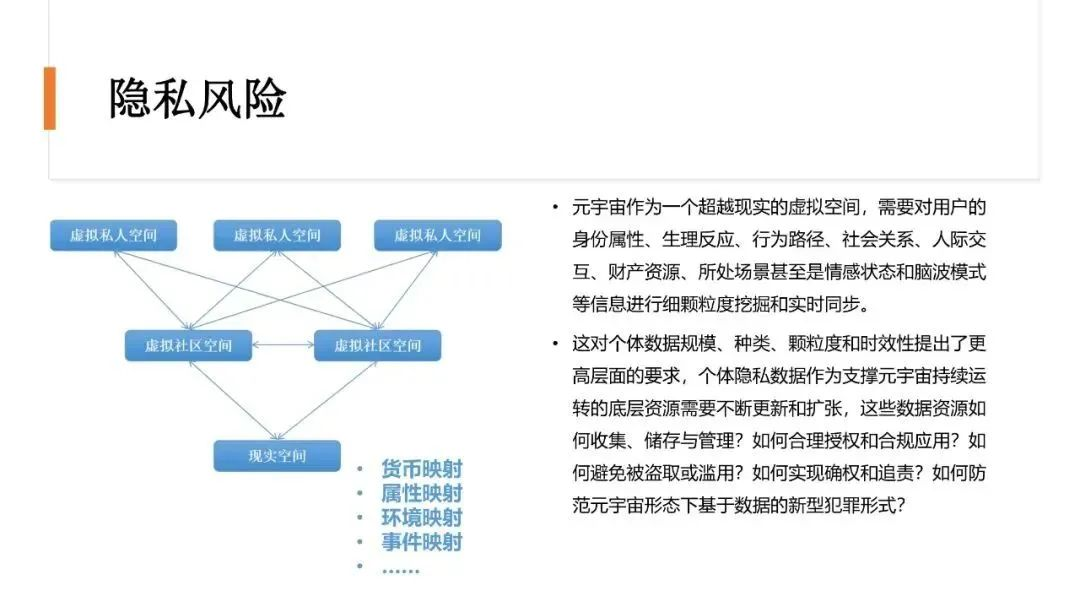 隐私风险
虚拟私人空间
虚拟私人空间
虚拟私人空间
虚拟社区空间
虚拟社区空间
现实空间
• 货币映射
• 属性映射
• 环境映射
• 事件映射
• ……
• 元宇宙作为一个超越现实的虚拟空间，需要对用户的
身份属性、生理反应、行为路径、社会关系、人际交
互、财产资源、所处场景甚至是情感状态和脑波模式
等信息进行细颗粒度挖掘和实时同步。
• 这对个体数据规模、种类、颗粒度和时效性提出了更
高层面的要求，个体隐私数据作为支撑元宇宙持续运
转的底层资源需要不断更新和扩张，这些数据资源如
何收集、储存与管理？如何合理授权和合规应用？如
何避免被盗取或滥用？如何实现确权和追责？如何防
范元宇宙形态下基于数据的新型犯罪形式？